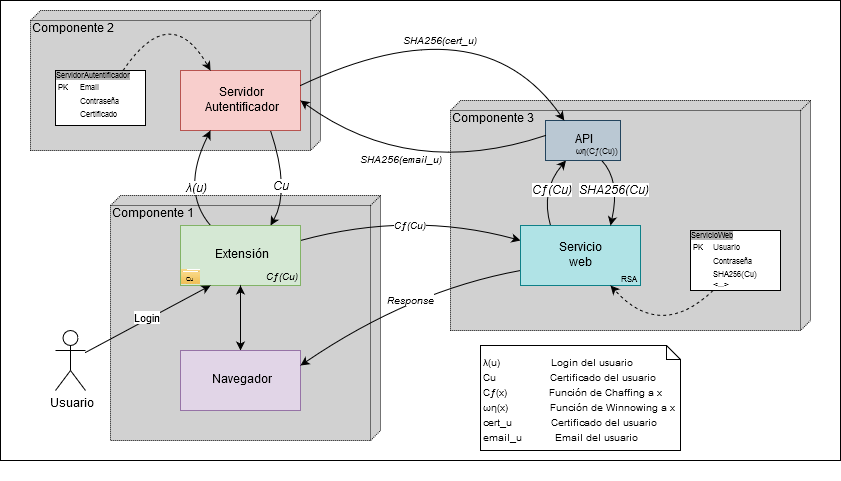 Componente 2
ServidorAutentificador
PK Email
Contraseña
Certificado
Servidor
Autentificador
SHA256(cert_u)
SHA256(email_u)
Componente 3
API
ωη(Cƒ(Cu))
Cƒ(Cu)
SHA256(Cu)
λ(u)
Cu
Componente 1
Extensión
Cu
Cƒ(Cu)
Cƒ(Cu)
Servicio
web
RSA
ServicioWeb
PK Usuario
Contraseña
SHA256(Cu)
<...>
Response
Login
Navegador
Usuario
λ(u) Login del usuario
Cu Certificado del usuario
Cƒ(x) Función de Chaffing a x
ωη(x) Función de Winnowing a x
cert_u Certificado del usuario
email_u Email del usuario